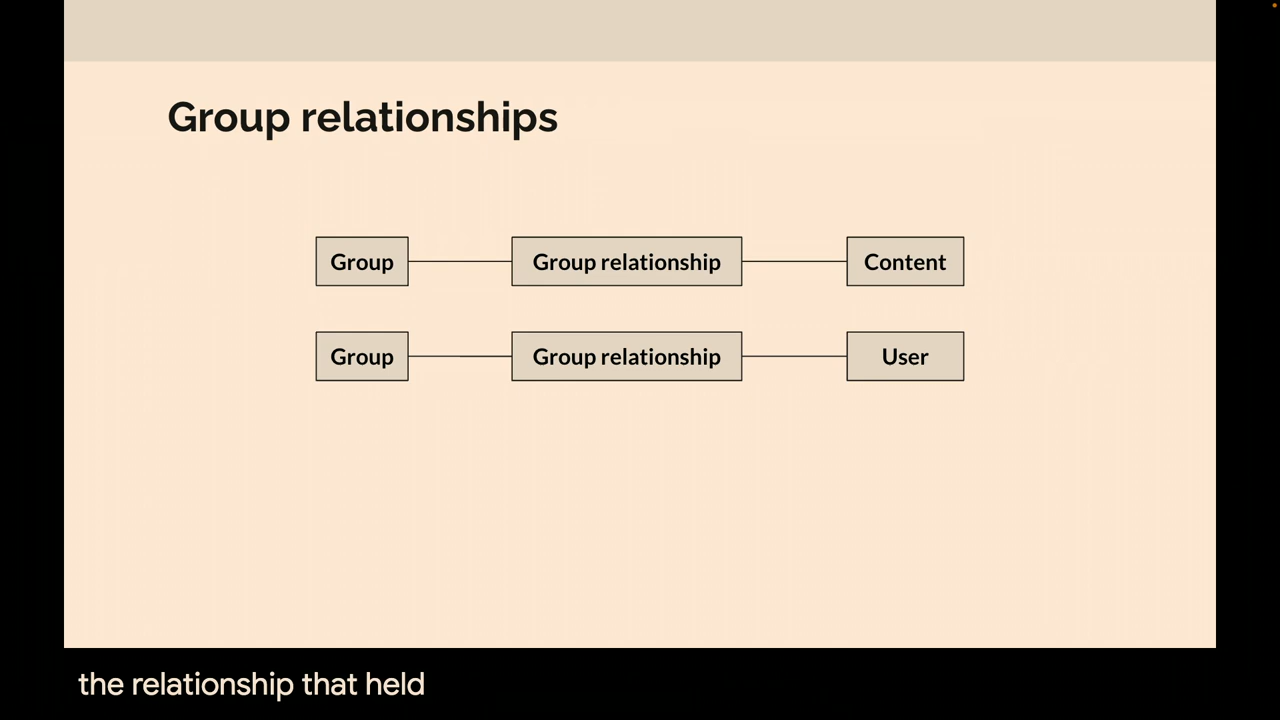 Group relationships
Group Group relationship Content
Group Group relationship User
the relationship that held